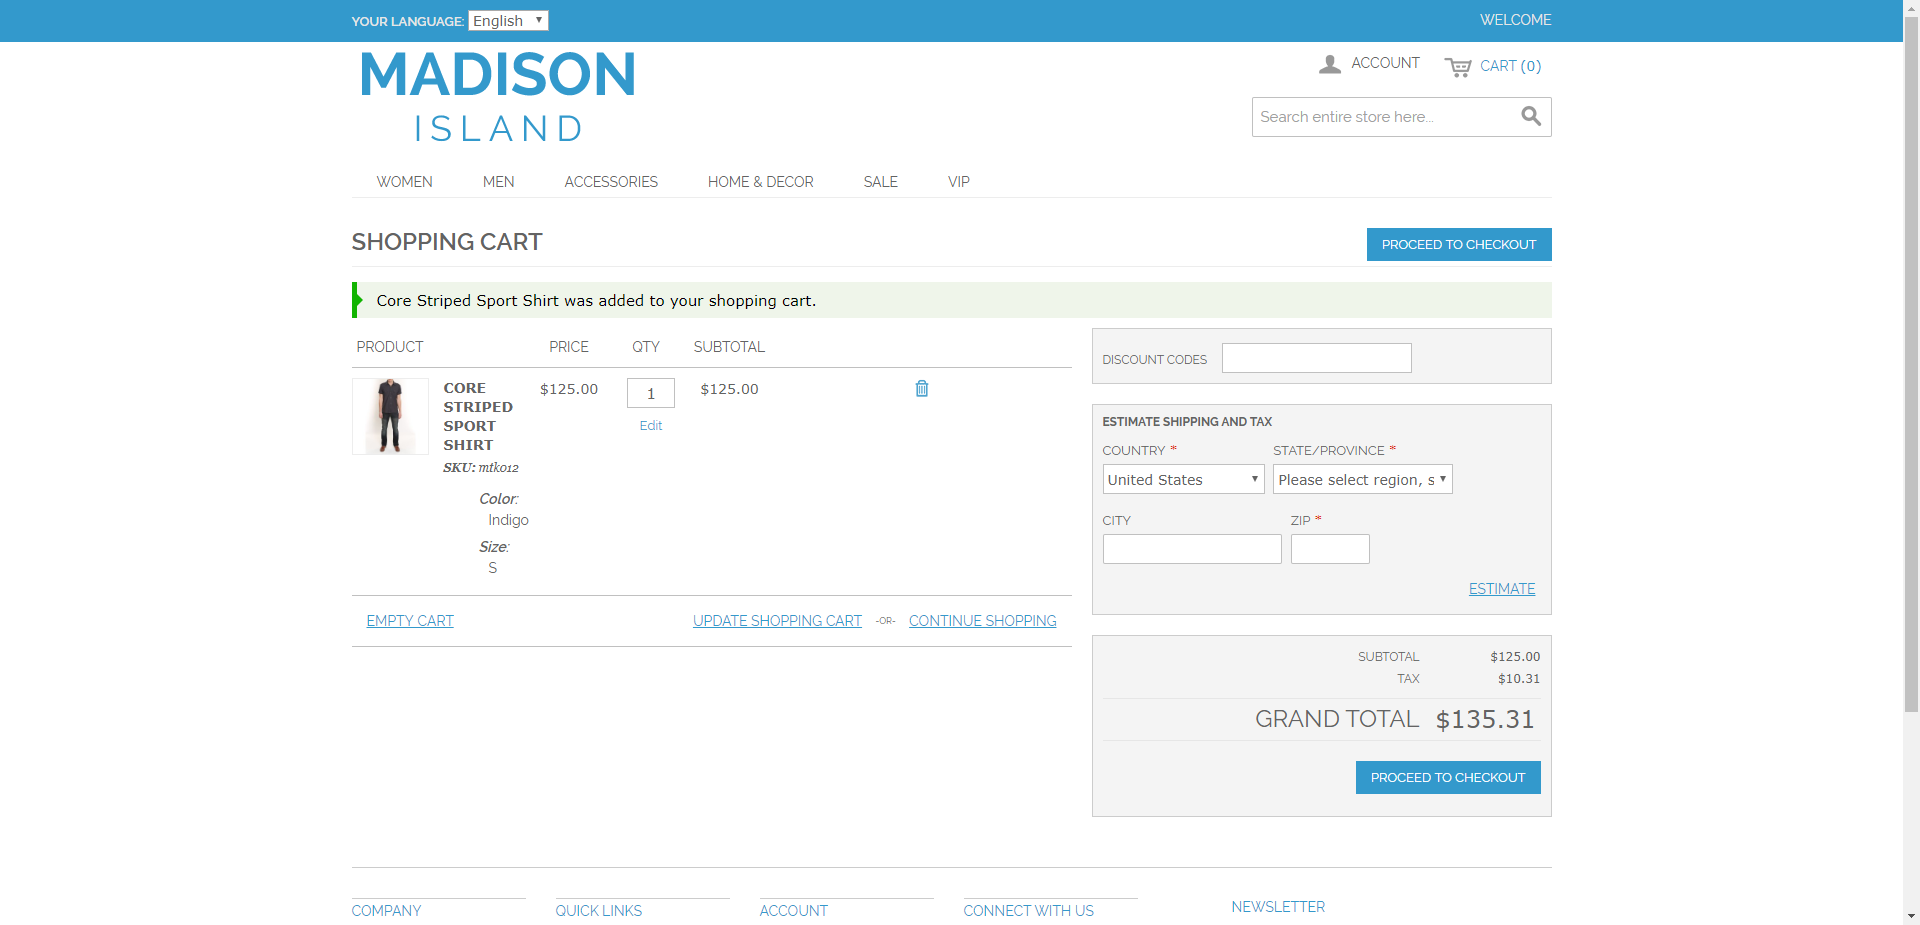 YOUR LANGUAGE: English
WELCOME
MADISON
ISLAND
ACCOUNT
CART (0)
Search entire store here...
WOMEN MEN ACCESSORIES HOME & DECOR SALE VIP
SHOPPING CART
PROCEED TO CHECKOUT
Core Striped Sport Shirt was added to your shopping cart.
PRODUCT PRICE QTY SUBTOTAL
CORE
STRIPED
SPORT
SHIRT
SKU: mtk012
Color:
Indigo
Size:
S
$125.00
1
Edit
$125.00
EMPTY CART
UPDATE SHOPPING CART -OR- CONTINUE SHOPPING
DISCOUNT CODES
ESTIMATE SHIPPING AND TAX
COUNTRY * STATE/PROVINCE *
United States Please select region, s
CITY ZIP *
ESTIMATE
SUBTOTAL $125.00
TAX $10.31
GRAND TOTAL $135.31
PROCEED TO CHECKOUT
COMPANY QUICK LINKS ACCOUNT CONNECT WITH US NEWSLETTER